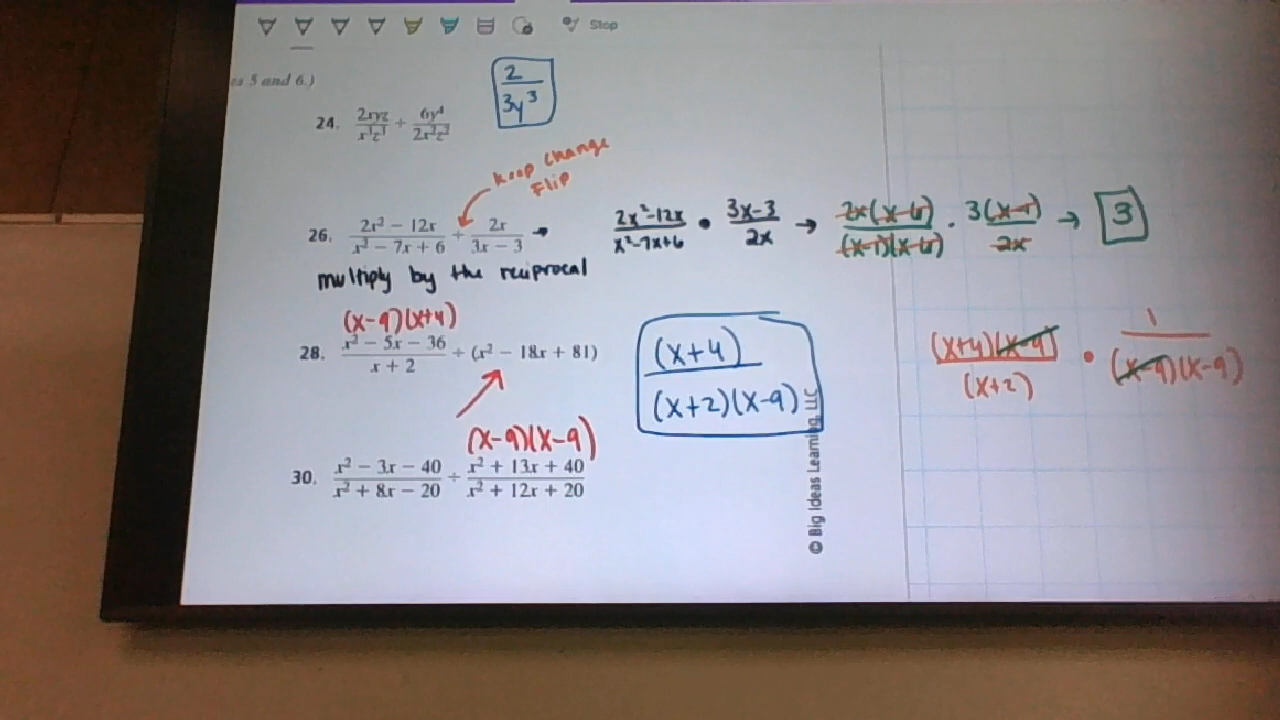 Stop
es 5 and 6.)
24. 2xyz/x³z³ ÷ 6y⁴/2x²z²
2/3y³
Keep Change
Flip
26. (2x² − 12x)/(x² − 7x + 6) ÷ 2x/(3x − 3) → (2x²-12x)/(x²-7x+6) • (3x-3)/2x → 2x(x-6)/(x-1)(x-6) · 3(x-1)/2x → 3
multiply by the reciprocal
(x-9)(x+4)
28. (x² − 5x − 36)/(x + 2) ÷ (x² − 18x + 81)
(x+4)/(x+2)(x-9)
(x+4)(x-9)/(x+2) • 1/(x-9)(x-9)
(x-9)(x-9)
30. (x² − 3x − 40)/(x² + 8x − 20) ÷ (x² + 13x + 40)/(x² + 12x + 20)
© Big Ideas Learning, LLC